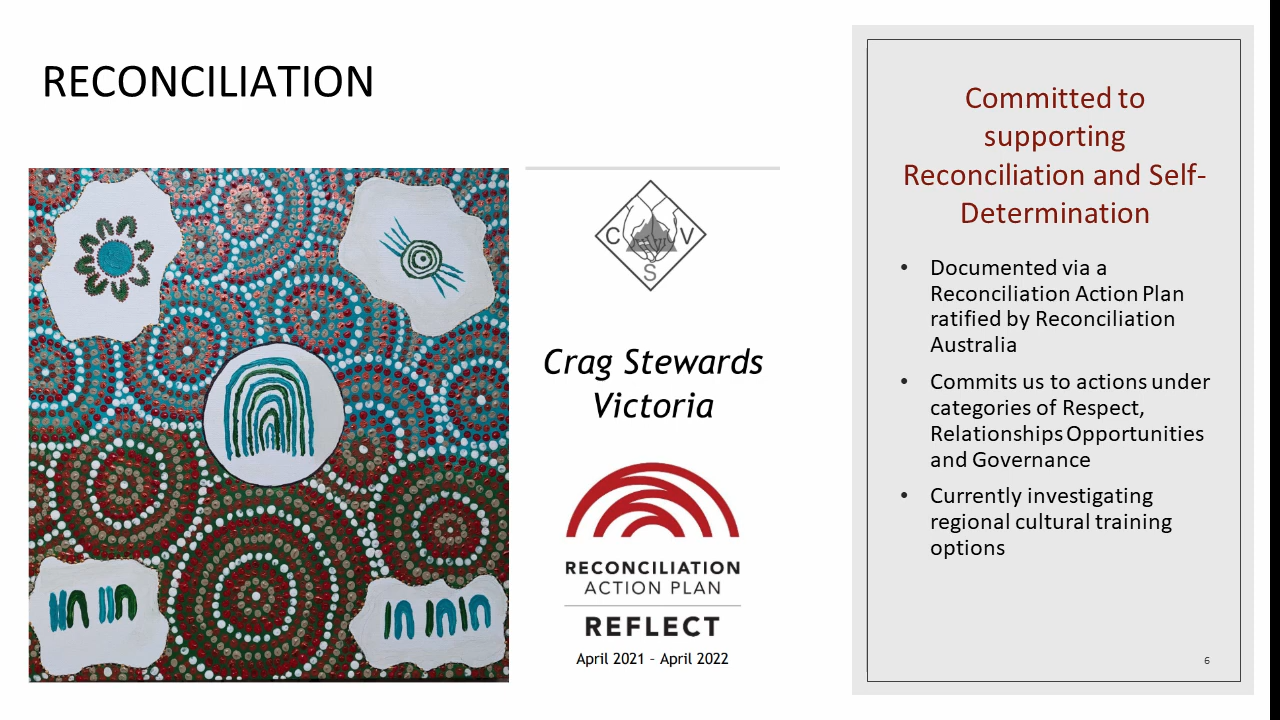 RECONCILIATION
C V
S
Crag Stewards
Victoria
RECONCILIATION
ACTION PLAN
REFLECT
April 2021 - April 2022
Committed to
supporting
Reconciliation and Self-
Determination
• Documented via a
Reconciliation Action Plan
ratified by Reconciliation
Australia
• Commits us to actions under
categories of Respect,
Relationships Opportunities
and Governance
• Currently investigating
regional cultural training
options
6